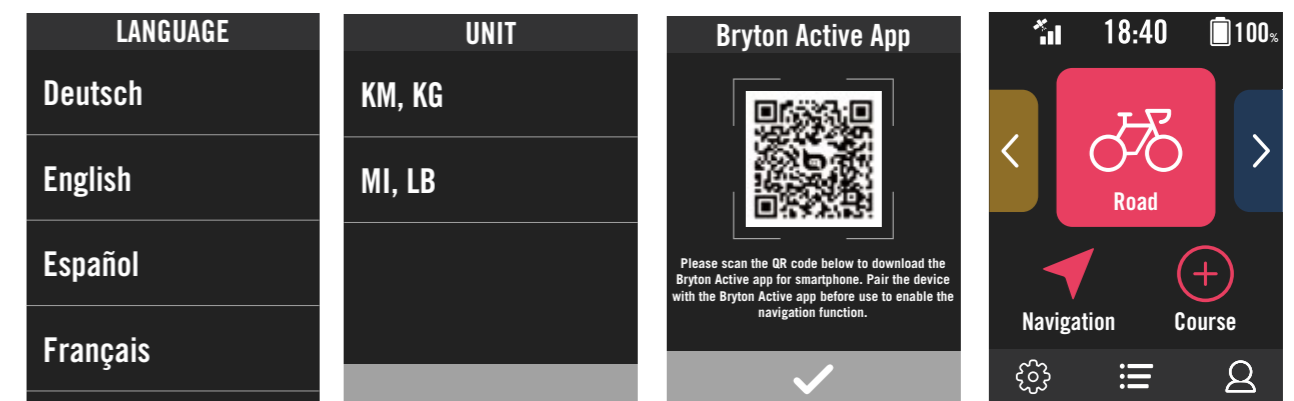 LANGUAGE
Deutsch
English
Español
Français
UNIT
KM, KG
MI, LB
Bryton Active App
Please scan the QR code below to download the
Bryton Active app for smartphone. Pair the device
with the Bryton Active app before use to enable the
navigation function.
18:40
100%
Road
Navigation
Course